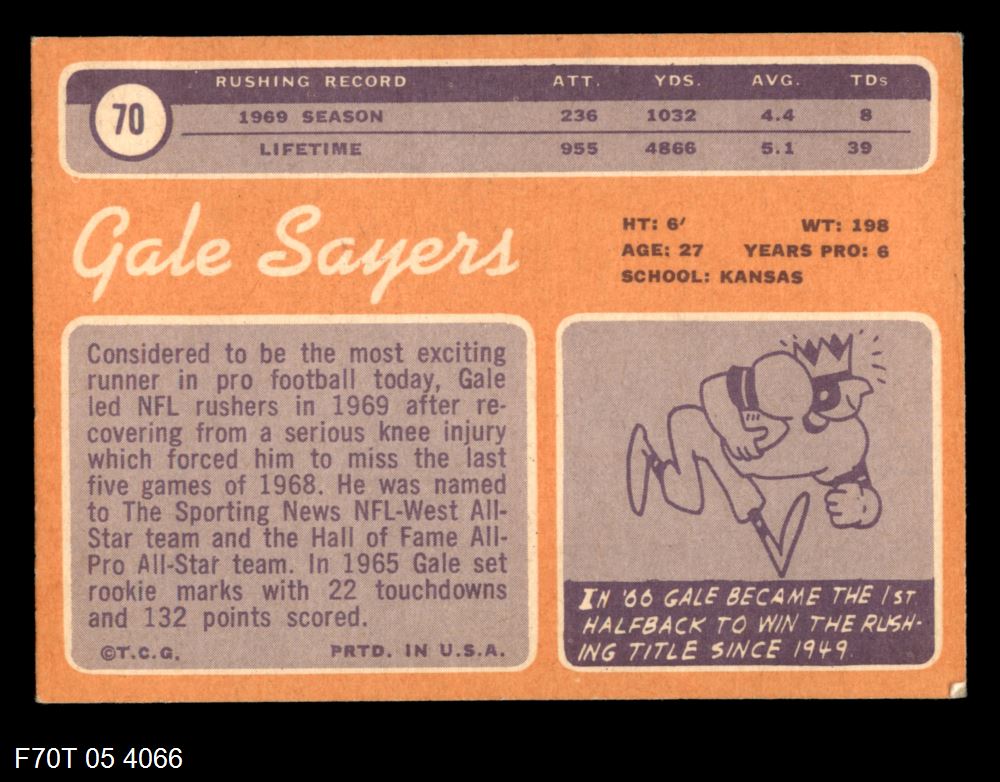 70
RUSHING RECORD ATT. YDS. AVG. TDs
1969 SEASON 236 1032 4.4 8
LIFETIME 955 4866 5.1 39
Gale Sayers
HT: 6' WT: 198
AGE: 27 YEARS PRO: 6
SCHOOL: KANSAS
Considered to be the most exciting
runner in pro football today, Gale
led NFL rushers in 1969 after re-
covering from a serious knee injury
which forced him to miss the last
five games of 1968. He was named
to The Sporting News NFL-West All-
Star team and the Hall of Fame All-
Pro All-Star team. In 1965 Gale set
rookie marks with 22 touchdowns
and 132 points scored.
©T.C.G. PRTD. IN U.S.A.
IN '66 GALE BECAME THE 1ST
HALFBACK TO WIN THE RUSH-
ING TITLE SINCE 1949.
F70T 05 4066